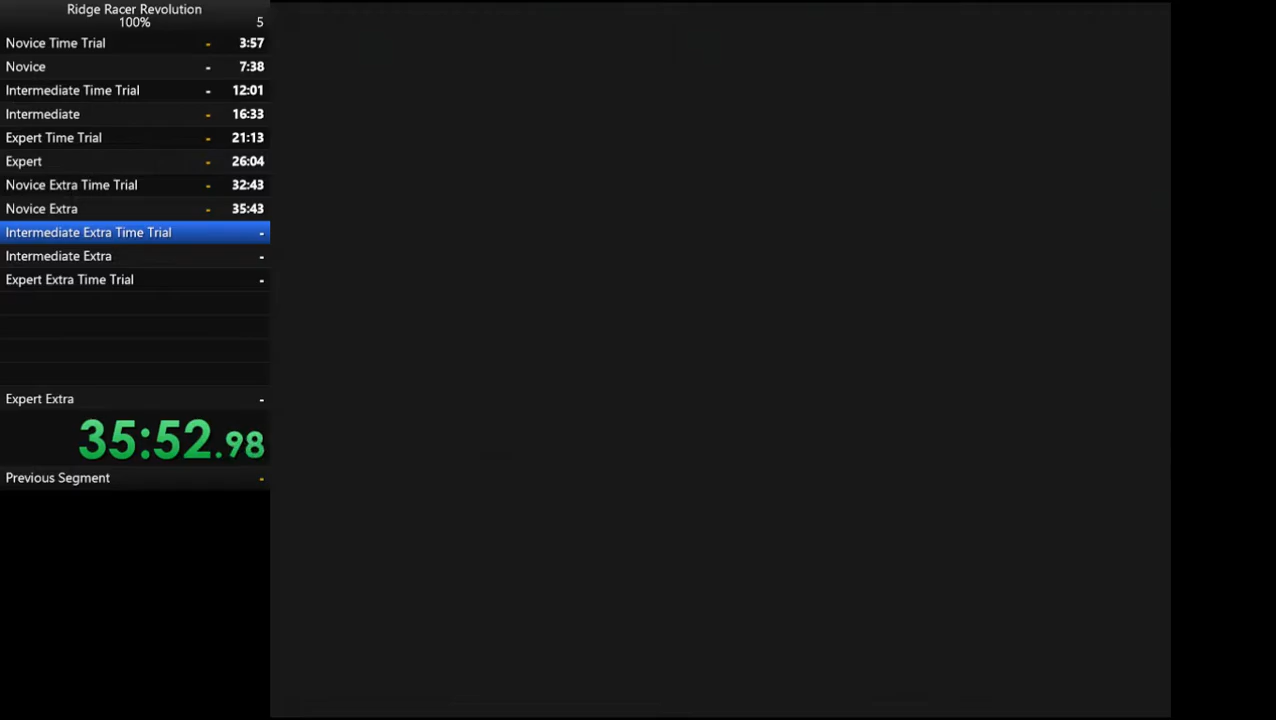 Ridge Racer Revolution
100% 5
Novice Time Trial - 3:57
Novice - 7:38
Intermediate Time Trial - 12:01
Intermediate - 16:33
Expert Time Trial - 21:13
Expert - 26:04
Novice Extra Time Trial - 32:43
Novice Extra - 35:43
Intermediate Extra Time Trial -
Intermediate Extra -
Expert Extra Time Trial -
Expert Extra -
35:52.98
Previous Segment -